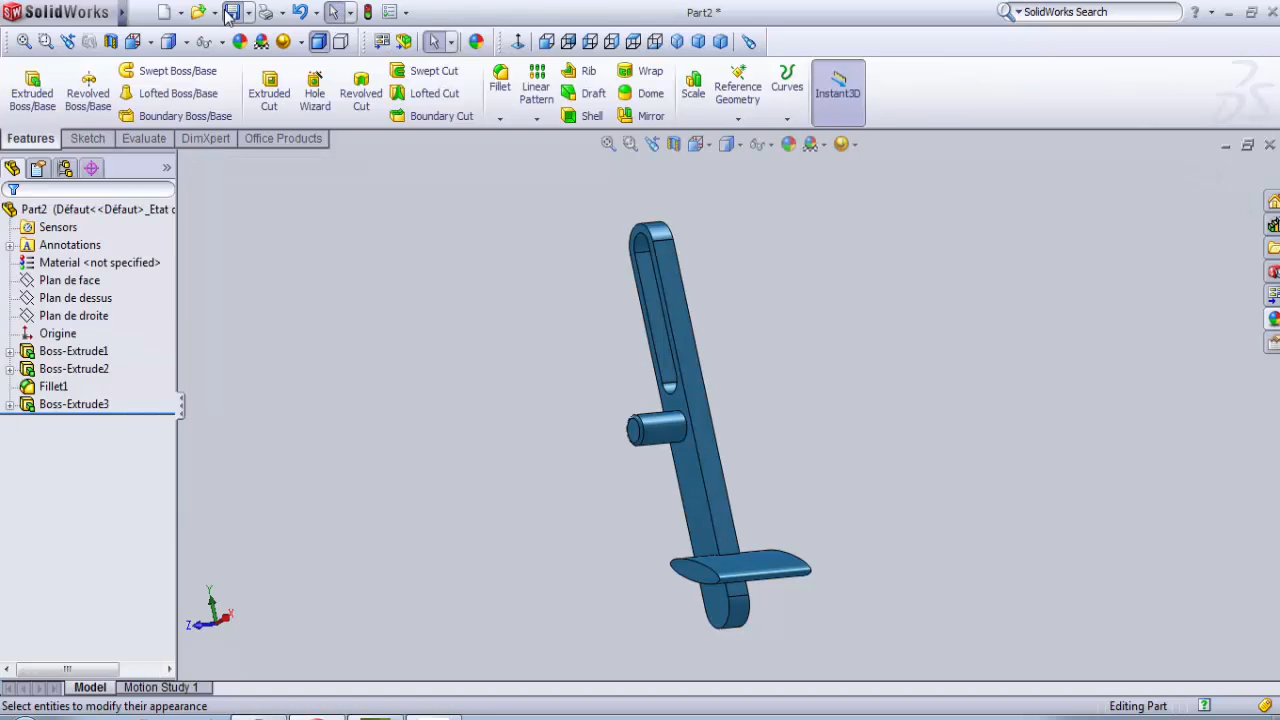 SolidWorks
Part2 *
SolidWorks Search
Extruded Boss/Base
Revolved Boss/Base
Swept Boss/Base
Lofted Boss/Base
Boundary Boss/Base
Extruded Cut
Hole Wizard
Revolved Cut
Swept Cut
Lofted Cut
Boundary Cut
Fillet
Linear Pattern
Rib
Draft
Shell
Wrap
Dome
Mirror
Scale
Reference Geometry
Curves
Instant3D
Features
Sketch
Evaluate
DimXpert
Office Products
Part2 (Défaut<<Défaut>_Etat
Sensors
Annotations
Material <not specified>
Plan de face
Plan de dessus
Plan de droite
Origine
Boss-Extrude1
Boss-Extrude2
Fillet1
Boss-Extrude3
Y
X
Z
Model
Motion Study 1
Select entities to modify their appearance
Editing Part